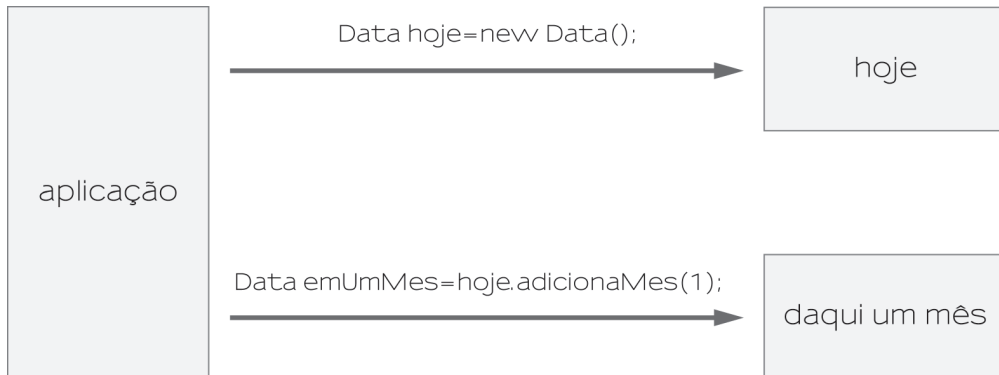 Data hoje=new Data();
hoje
aplicação
Data emUmMes=hoje.adicionaMes(1);
daqui um mês